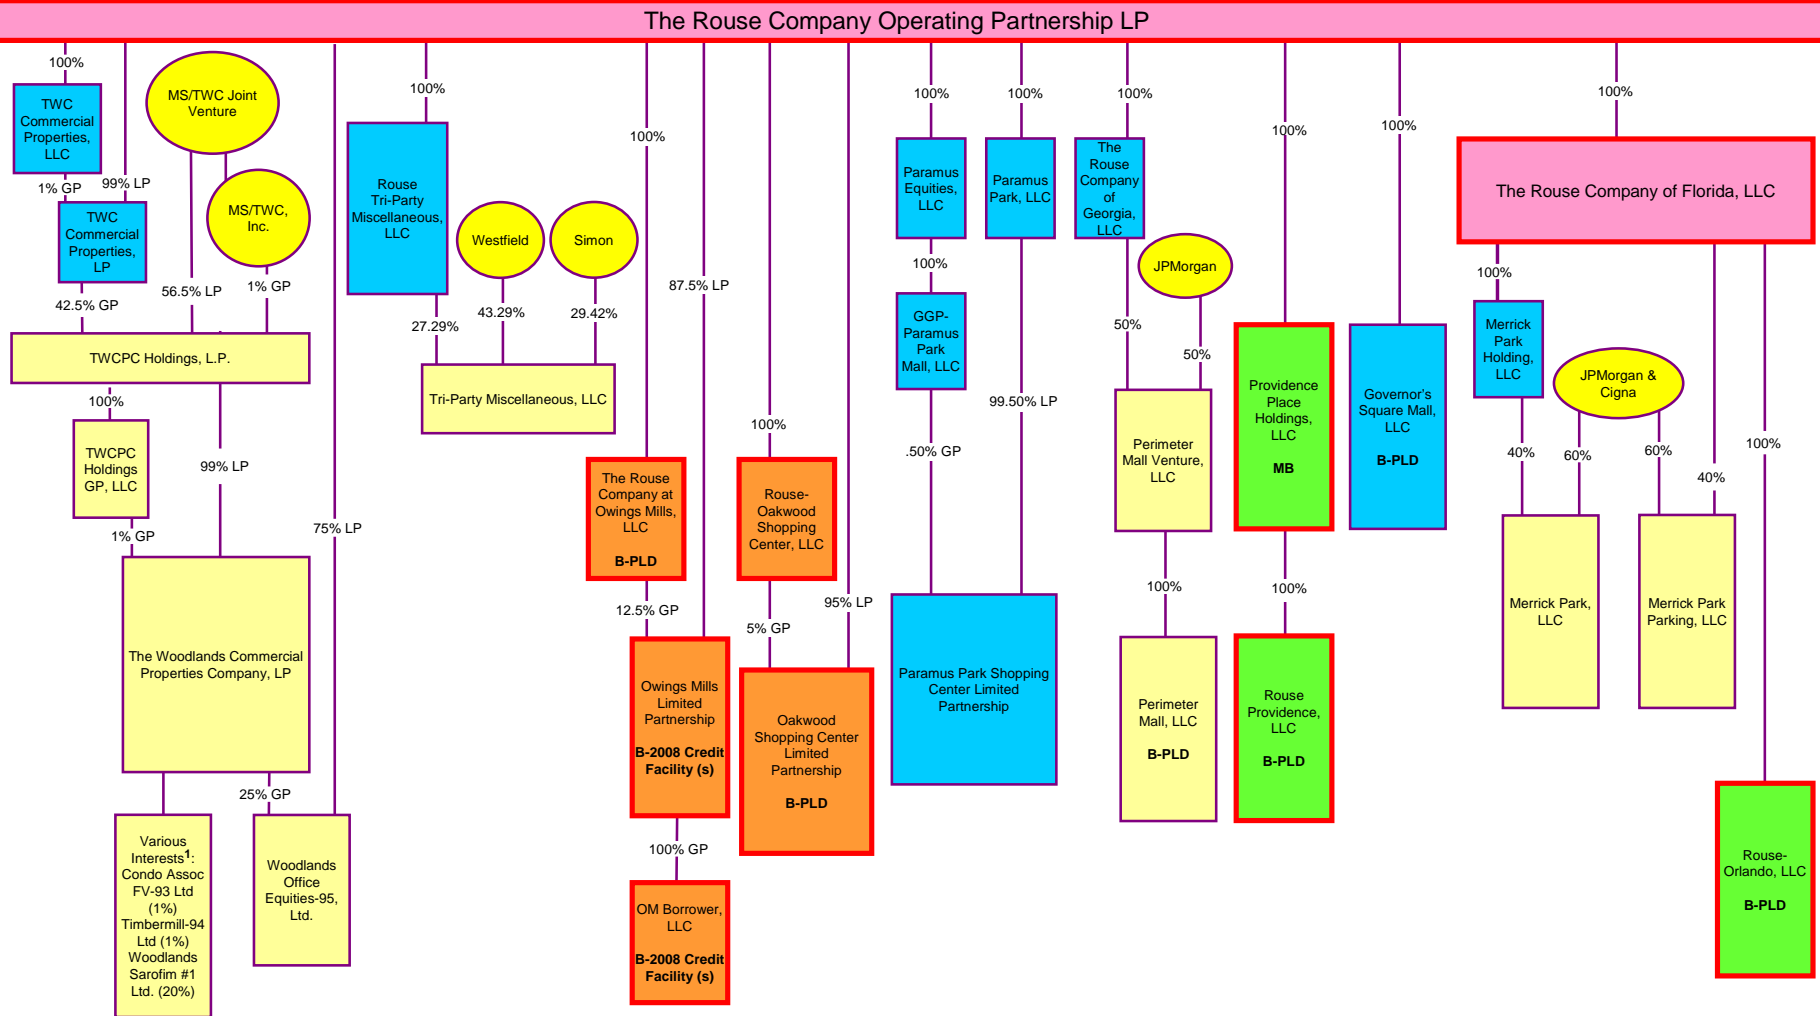 The Rouse Company Operating Partnership LP
100%
TWC
Commercial
Properties,
LLC
1% GP
99% LP
TWC
Commercial
Properties,
LP
42.5% GP
MS/TWC Joint
Venture
MS/TWC,
Inc.
56.5% LP
1% GP
TWCPC Holdings, L.P.
100%
TWCPC
Holdings
GP, LLC
1% GP
99% LP
The Woodlands Commercial
Properties Company, LP
Various
Interests1:
Condo Assoc
FV-93 Ltd
(1%)
Timbermill-94
Ltd (1%)
Woodlands
Sarofim #1
Ltd. (20%)
25% GP
75% LP
Woodlands
Office
Equities-95,
Ltd.
100%
Rouse
Tri-Party
Miscellaneous,
LLC
Westfield
Simon
27.29%
43.29%
29.42%
Tri-Party Miscellaneous, LLC
100%
The Rouse
Company at
Owings Mills,
LLC
B-PLD
12.5% GP
87.5% LP
Owings Mills
Limited
Partnership
B-2008 Credit
Facility (s)
100% GP
OM Borrower,
LLC
B-2008 Credit
Facility (s)
100%
Rouse-
Oakwood
Shopping
Center, LLC
5% GP
95% LP
Oakwood
Shopping Center
Limited
Partnership
B-PLD
100%
Paramus
Equities,
LLC
100%
GGP-
Paramus
Park
Mall, LLC
.50% GP
100%
Paramus
Park, LLC
99.50% LP
Paramus Park Shopping
Center Limited
Partnership
100%
The
Rouse
Company
of
Georgia,
LLC
JPMorgan
50%
50%
Perimeter
Mall Venture,
LLC
100%
Perimeter
Mall, LLC
B-PLD
100%
Providence
Place
Holdings,
LLC
MB
100%
Rouse
Providence,
LLC
B-PLD
100%
Governor's
Square Mall,
LLC
B-PLD
100%
The Rouse Company of Florida, LLC
100%
Merrick
Park
Holding,
LLC
JPMorgan &
Cigna
40%
60%
60%
40%
Merrick Park,
LLC
Merrick Park
Parking, LLC
100%
Rouse-
Orlando, LLC
B-PLD